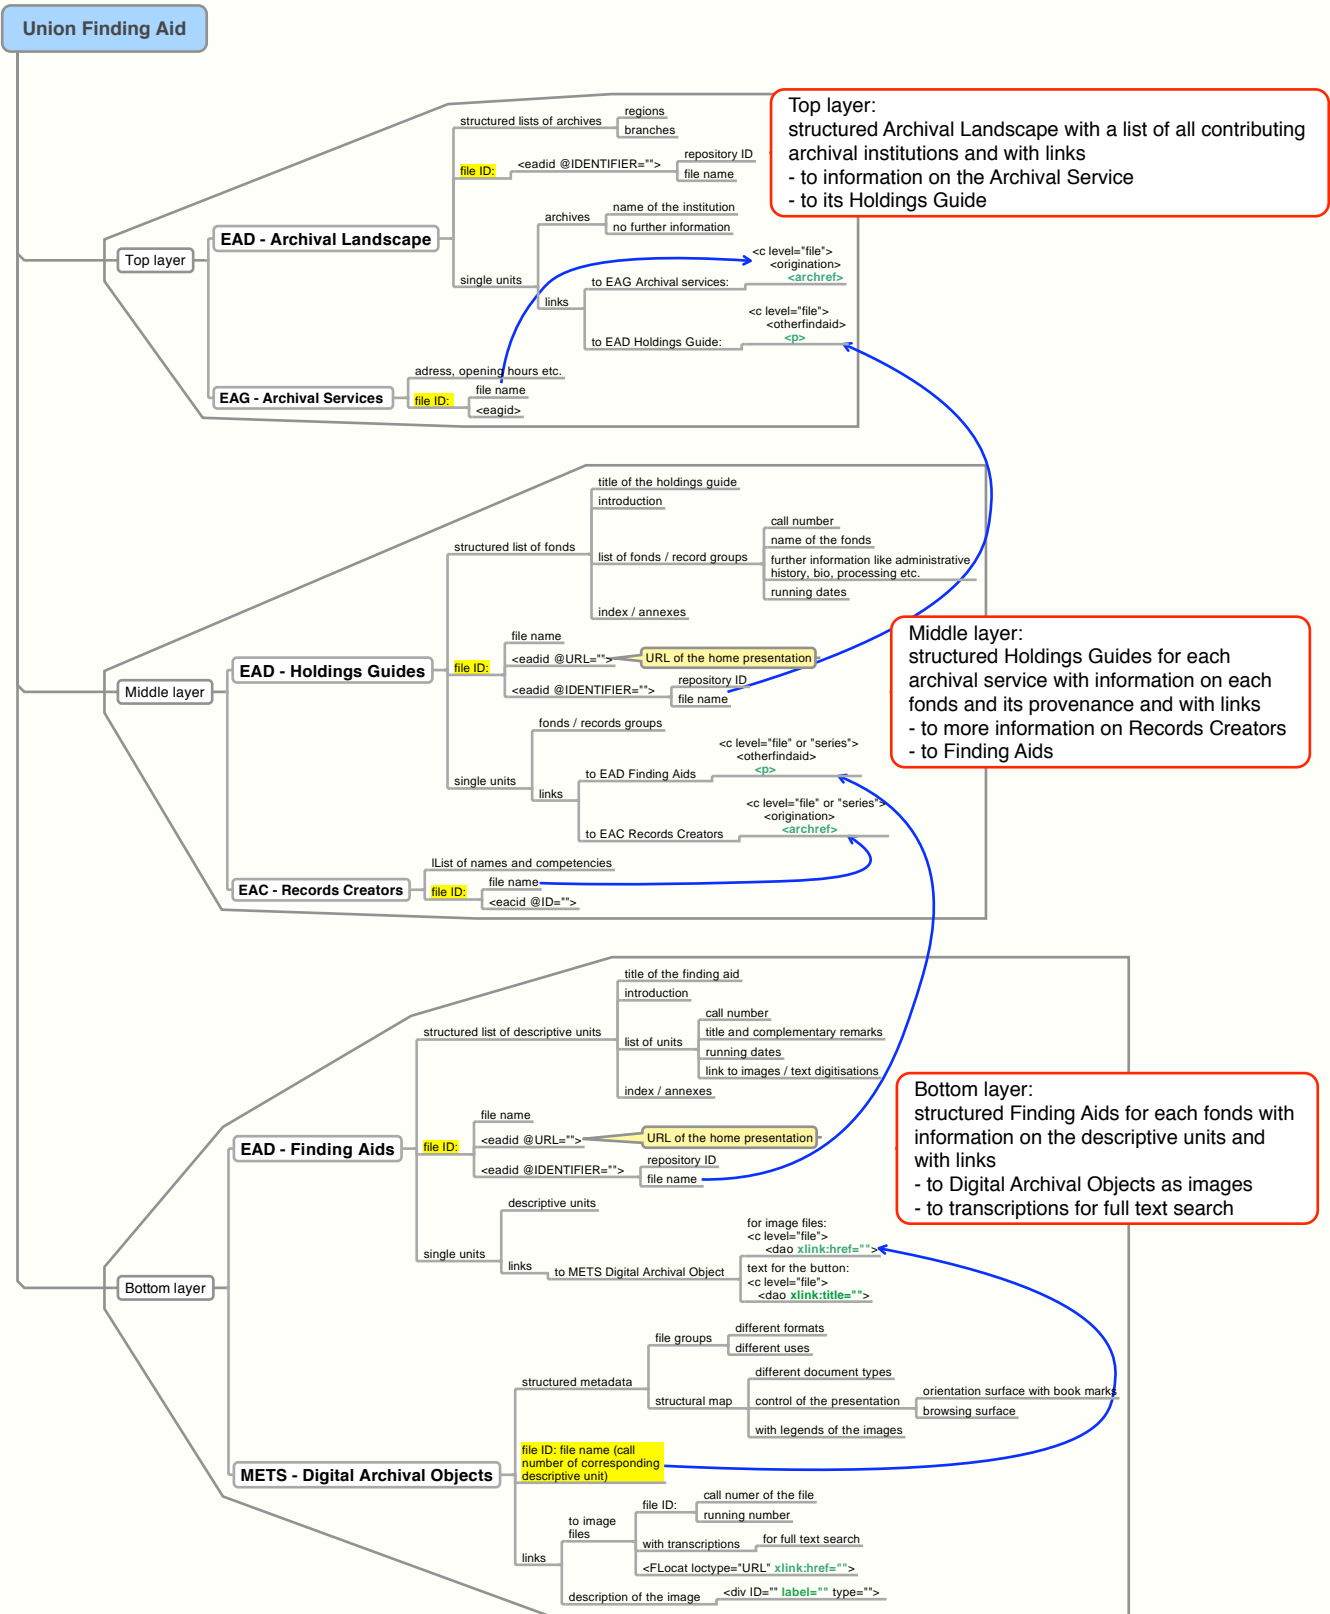 Union Finding Aid
Top layer:
structured Archival Landscape with a list of all contributing
archival institutions and with links
- to information on the Archival Service
- to its Holdings Guide
Top layer
EAD - Archival Landscape
structured lists of archives
regions
branches
file ID:
<eadid @IDENTIFIER="">
repository ID
file name
single units
archives
name of the institution
no further information
links
to EAG Archival services:
<c level="file">
<origination>
<archref>
to EAD Holdings Guide:
<c level="file">
<otherfindaid>
<p>
EAG - Archival Services
adress, opening hours etc.
file ID:
file name
<eagid>
Middle layer:
structured Holdings Guides for each
archival service with information on each
fonds and its provenance and with links
- to more information on Records Creators
- to Finding Aids
Middle layer
EAD - Holdings Guides
structured list of fonds
title of the holdings guide
introduction
list of fonds / record groups
call number
name of the fonds
further information like administrative
history, bio, processing etc.
running dates
index / annexes
file ID:
file name
<eadid @URL="">
URL of the home presentation
<eadid @IDENTIFIER="">
repository ID
file name
single units
fonds / records groups
links
to EAD Finding Aids
<c level="file" or "series">
<otherfindaid>
<p>
to EAC Records Creators
<c level="file" or "series">
<origination>
<archref>
EAC - Records Creators
lList of names and competencies
file ID:
file name
<eacid @ID="">
Bottom layer:
structured Finding Aids for each fonds with
information on the descriptive units and
with links
- to Digital Archival Objects as images
- to transcriptions for full text search
Bottom layer
EAD - Finding Aids
structured list of descriptive units
title of the finding aid
introduction
list of units
call number
title and complementary remarks
running dates
link to images / text digitisations
index / annexes
file ID:
file name
<eadid @URL="">
URL of the home presentation
<eadid @IDENTIFIER="">
repository ID
file name
single units
descriptive units
links
to METS Digital Archival Object
for image files:
<c level="file">
<dao xlink:href="">
text for the button:
<c level="file">
<dao xlink:title="">
METS - Digital Archival Objects
structured metadata
file groups
different formats
different uses
structural map
different document types
control of the presentation
orientation surface with book marks
browsing surface
with legends of the images
file ID: file name (call
number of corresponding
descriptive unit)
links
to image
files
file ID:
call numer of the file
running number
with transcriptions
for full text search
<FLocat loctype="URL" xlink:href="">
description of the image
<div ID="" label="" type="">